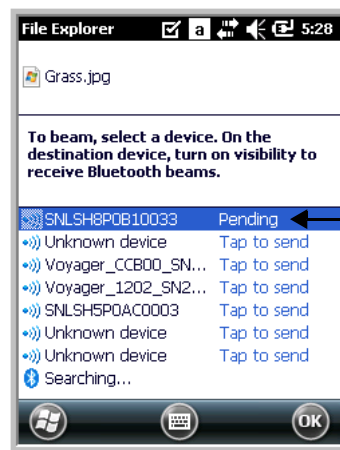 File Explorer a 5:28
Grass.jpg
To beam, select a device. On the
destination device, turn on visibility to
receive Bluetooth beams.
SNLSH8P0B10033 Pending
Unknown device Tap to send
Voyager_CCB00_SN... Tap to send
Voyager_1202_SN2... Tap to send
SNLSH5P0AC0003 Tap to send
Unknown device Tap to send
Unknown device Tap to send
Searching...
OK